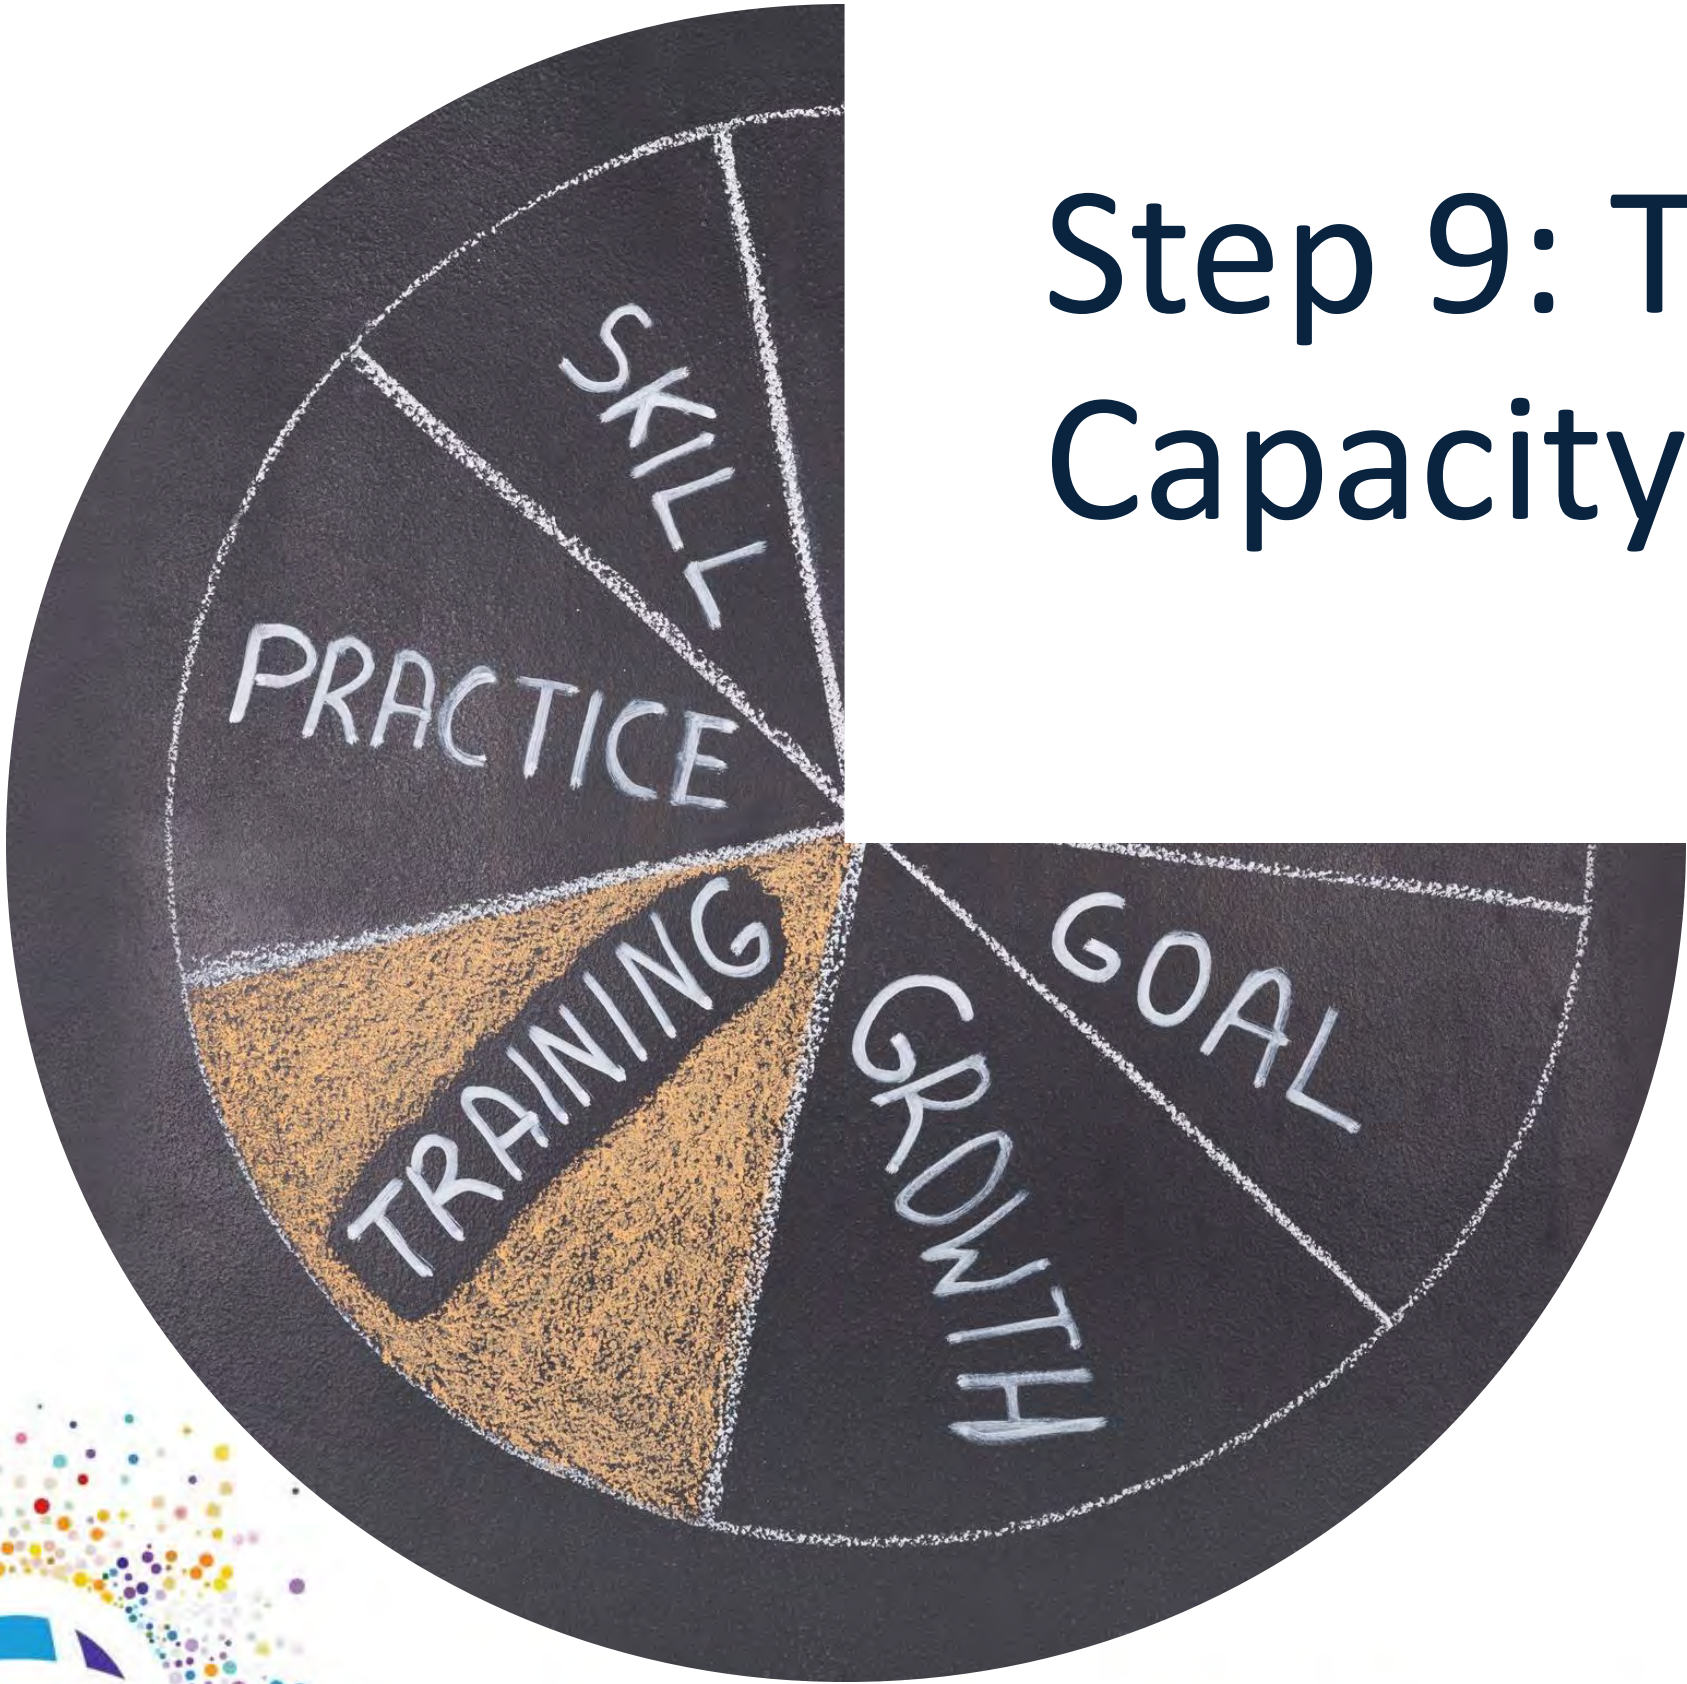 Step 9: T
Capacity
SKILL
PRACTICE
TRAINING
GROWTH
GOAL